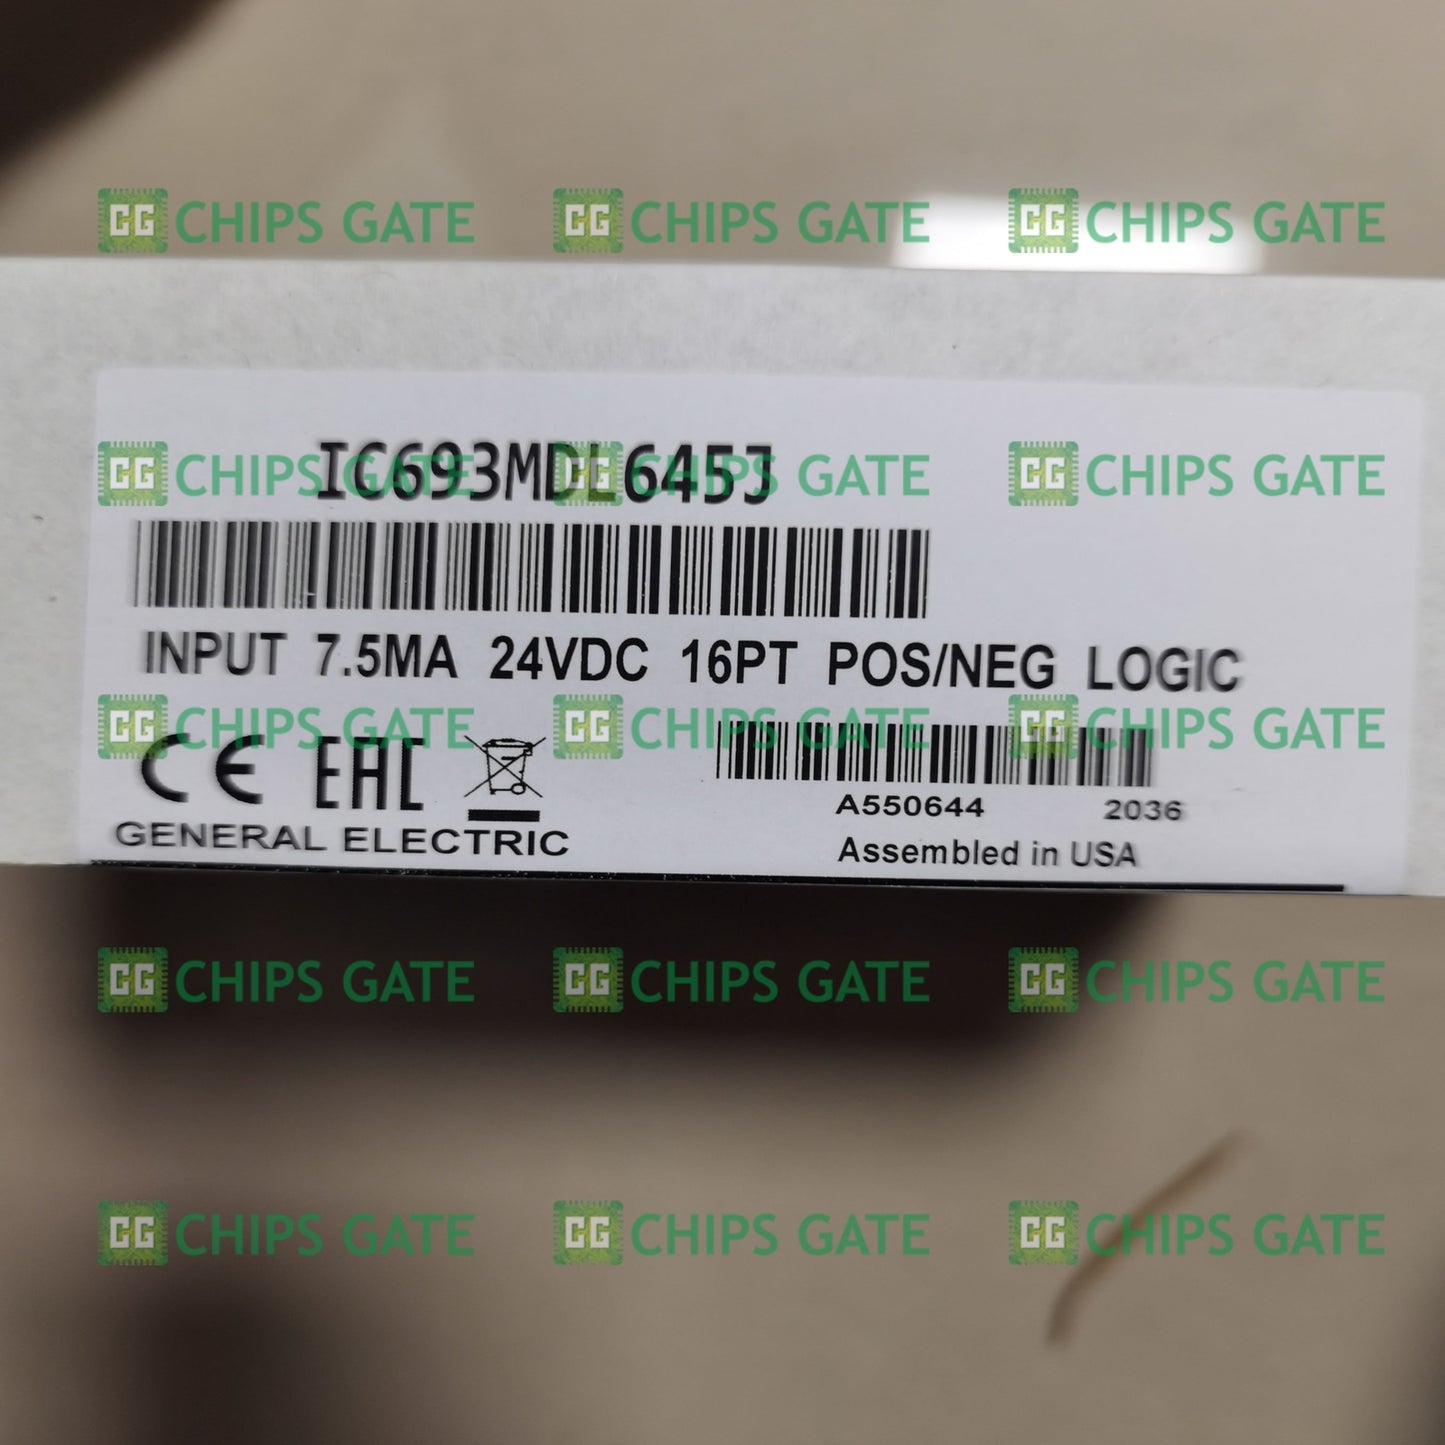 CG CHIPS GATE CG CHIPS GATE CG CHIPS GATE
IC693MDL645J
CG CHIPS GATE CG CHIPS GATE CG CHIPS GATE
INPUT 7.5MA 24VDC 16PT POS/NEG LOGIC
CG CHIPS GATE CG CHIPS GATE CG CHIPS GATE
CE EAC
A550644 2036
GENERAL ELECTRIC
Assembled in USA
CG CHIPS GATE CG CHIPS GATE CG CHIPS GATE
CG CHIPS GATE CG CHIPS GATE CG CHIPS GATE